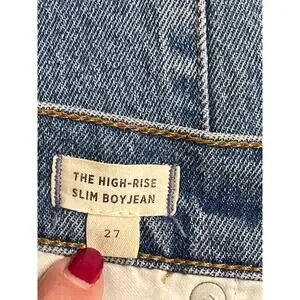 THE HIGH-RISE
SLIM BOYJEAN
27